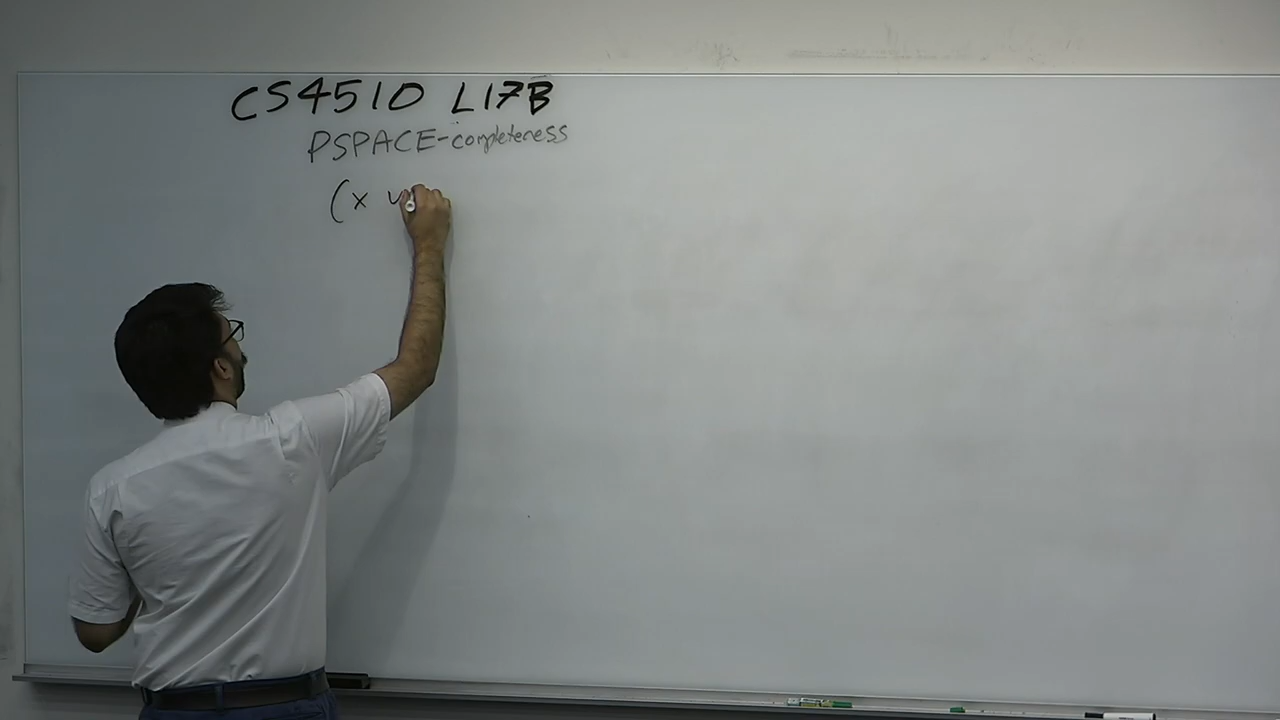 CS4510 L17B
PSPACE-completeness
(x ∨